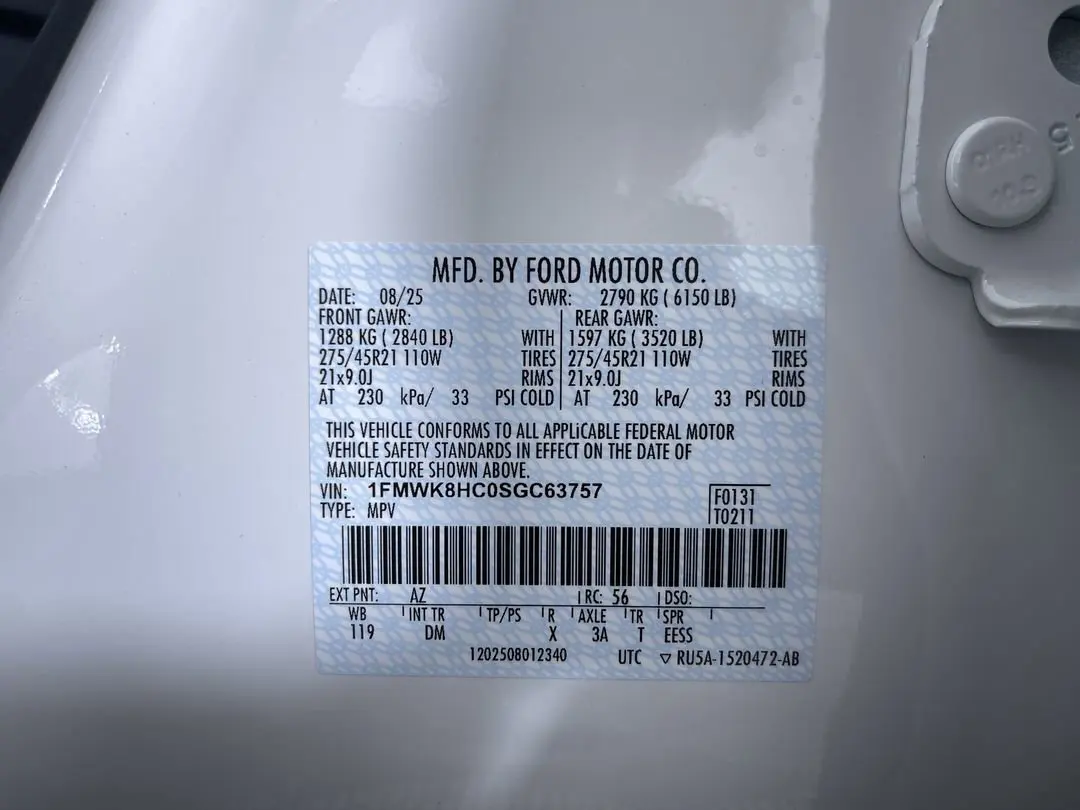 MFD. BY FORD MOTOR CO.
DATE: 08/25 GVWR: 2790 KG ( 6150 LB)
FRONT GAWR: REAR GAWR:
1288 KG ( 2840 LB) WITH 1597 KG ( 3520 LB) WITH
275/45R21 110W TIRES 275/45R21 110W TIRES
21x9.0J RIMS 21x9.0J RIMS
AT 230 kPa/ 33 PSI COLD AT 230 kPa/ 33 PSI COLD
THIS VEHICLE CONFORMS TO ALL APPLICABLE FEDERAL MOTOR
VEHICLE SAFETY STANDARDS IN EFFECT ON THE DATE OF
MANUFACTURE SHOWN ABOVE.
VIN: 1FMWK8HC0SGC63757 F0131
TYPE: MPV T0211
EXT PNT: AZ RC: 56 DSO:
WB INT TR TP/PS R AXLE TR SPR
119 DM X 3A T EESS
1202508012340 UTC ▽ RU5A-1520472-AB